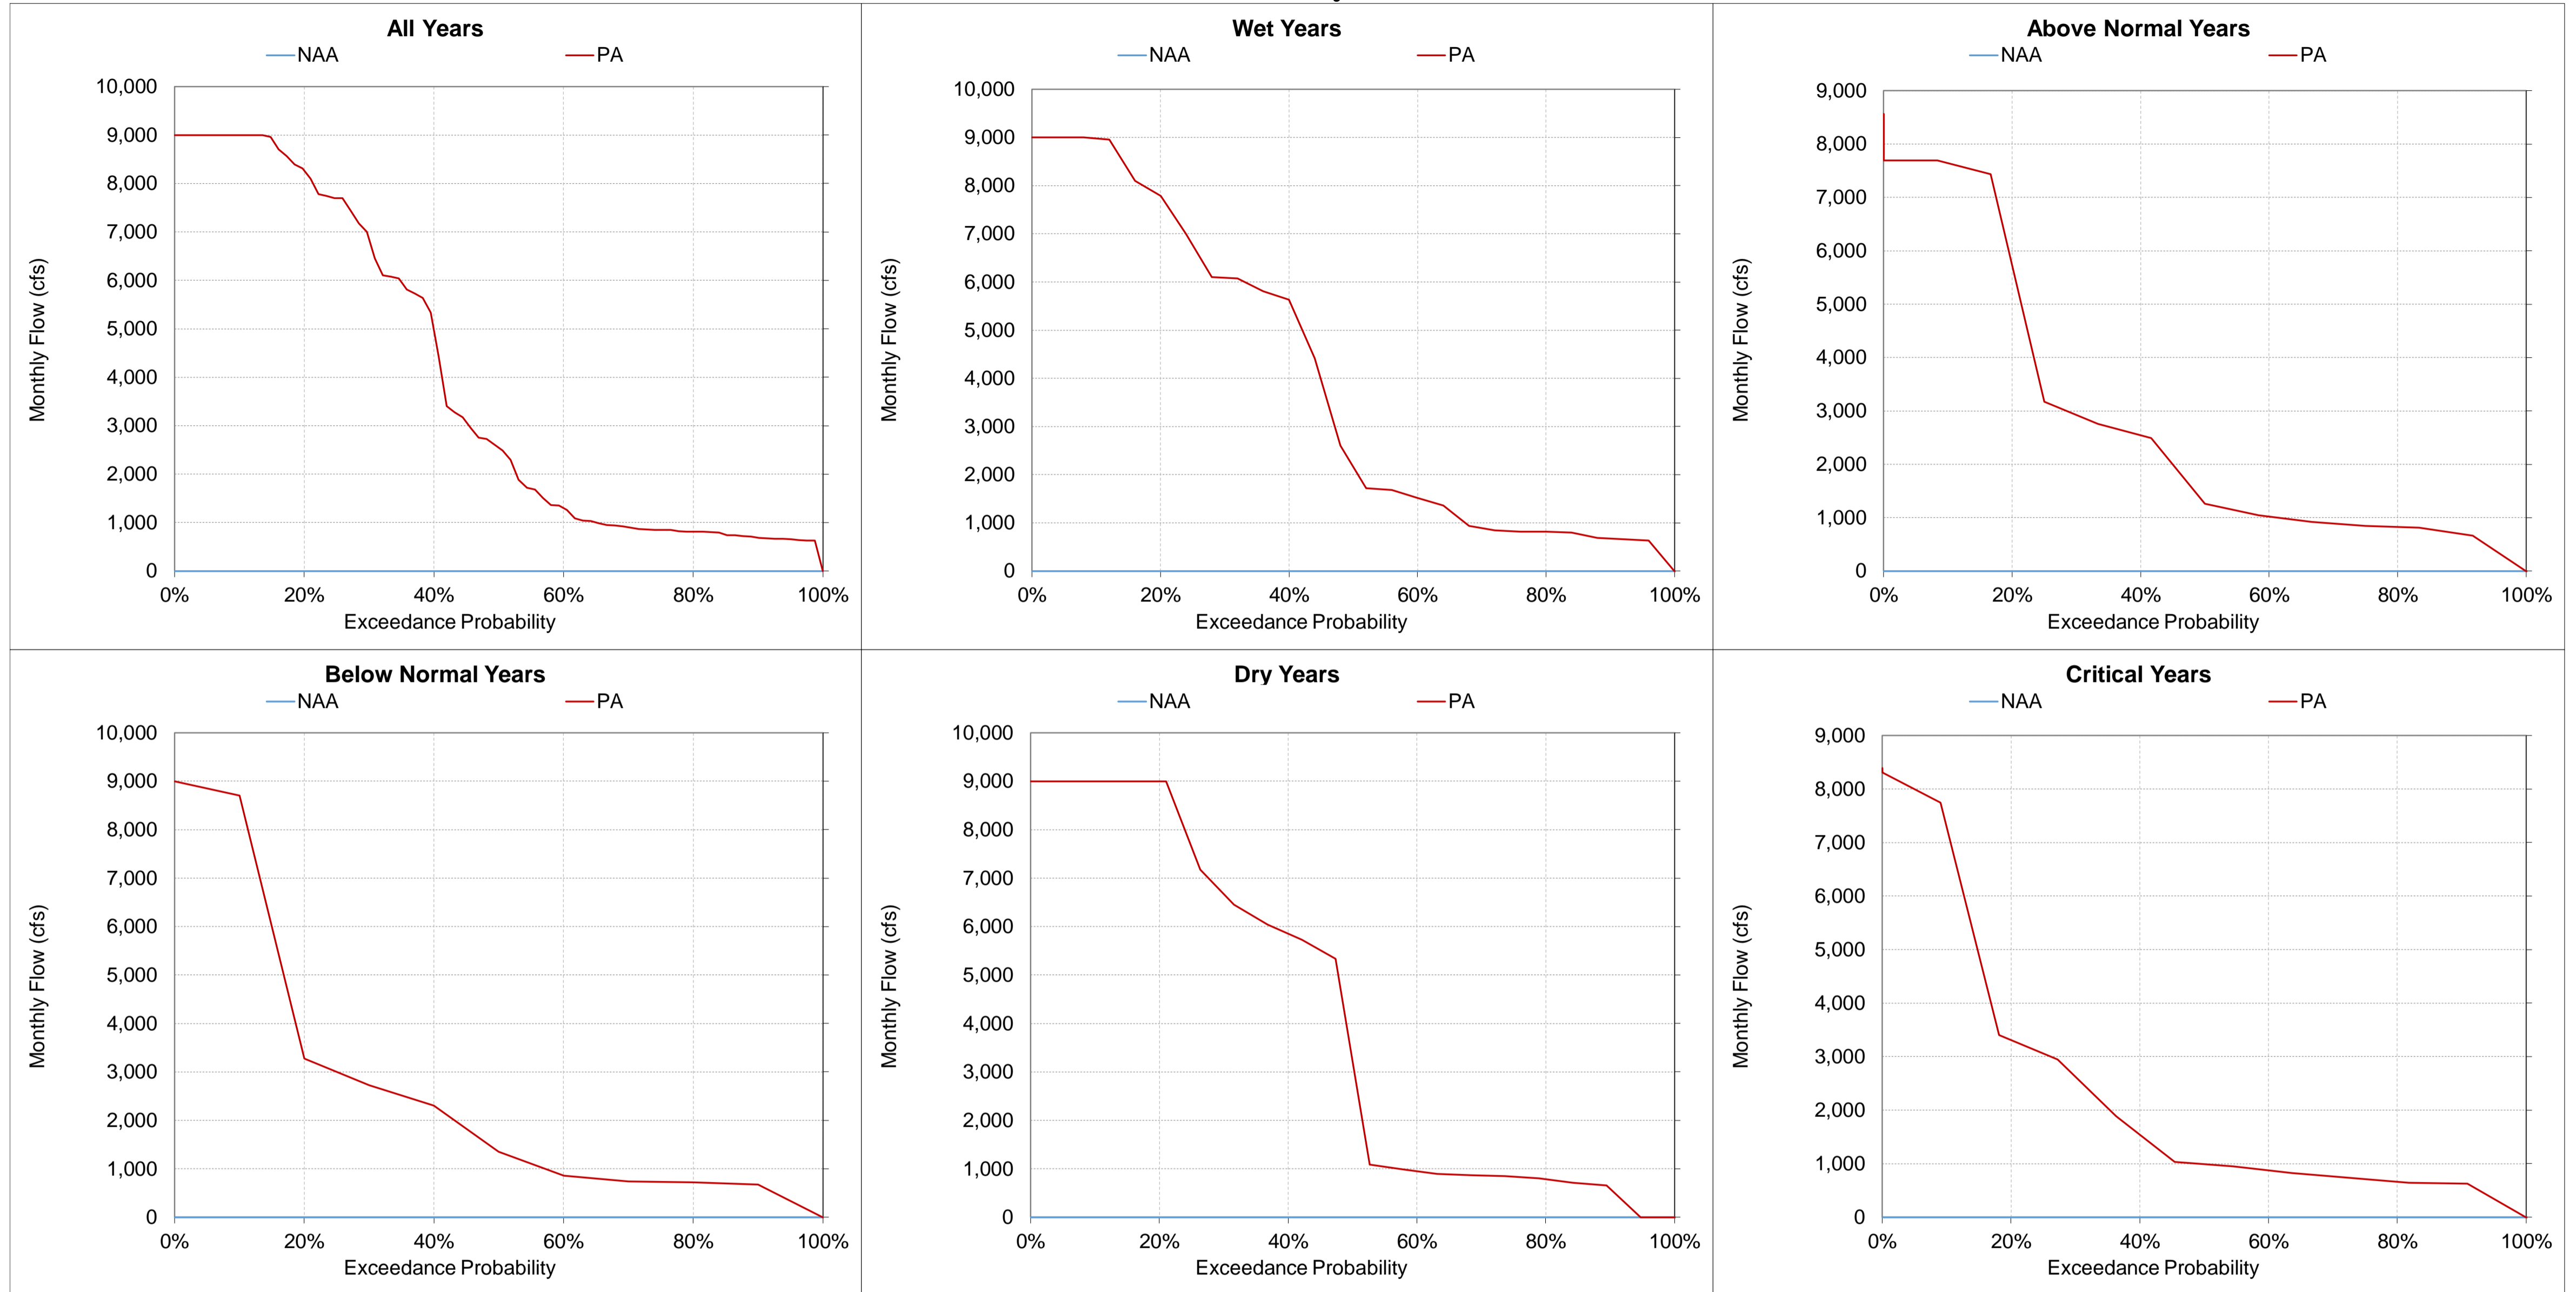 All Years
NAA PA
10,000
9,000
8,000
7,000
6,000
5,000
4,000
3,000
2,000
1,000
0
0% 20% 40% 60% 80% 100%
Monthly Flow (cfs)
Exceedance Probability
Wet Years
NAA PA
10,000
9,000
8,000
7,000
6,000
5,000
4,000
3,000
2,000
1,000
0
0% 20% 40% 60% 80% 100%
Monthly Flow (cfs)
Exceedance Probability
Above Normal Years
NAA PA
9,000
8,000
7,000
6,000
5,000
4,000
3,000
2,000
1,000
0
0% 20% 40% 60% 80% 100%
Monthly Flow (cfs)
Exceedance Probability
Below Normal Years
NAA PA
10,000
9,000
8,000
7,000
6,000
5,000
4,000
3,000
2,000
1,000
0
0% 20% 40% 60% 80% 100%
Monthly Flow (cfs)
Exceedance Probability
Dry Years
NAA PA
10,000
9,000
8,000
7,000
6,000
5,000
4,000
3,000
2,000
1,000
0
0% 20% 40% 60% 80% 100%
Monthly Flow (cfs)
Exceedance Probability
Critical Years
NAA PA
9,000
8,000
7,000
6,000
5,000
4,000
3,000
2,000
1,000
0
0% 20% 40% 60% 80% 100%
Monthly Flow (cfs)
Exceedance Probability